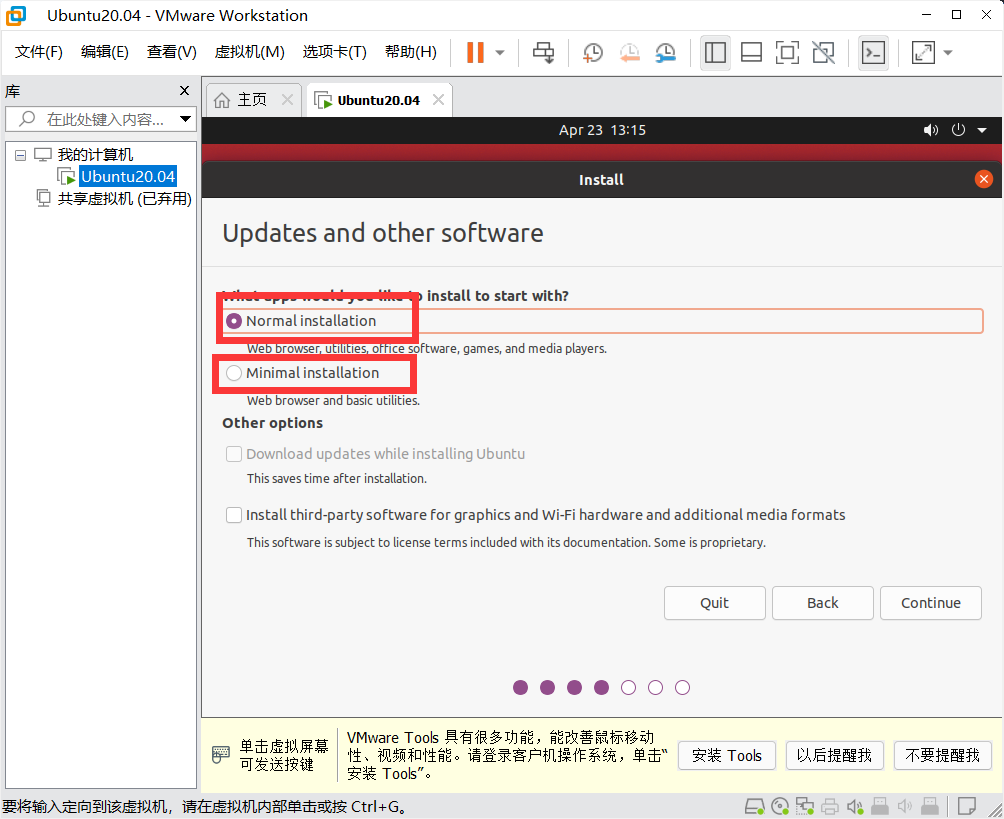 Ubuntu20.04 - VMware Workstation
文件(F) 编辑(E) 查看(V) 虚拟机(M) 选项卡(T) 帮助(H)
库
在此处键入内容...
我的计算机
Ubuntu20.04
共享虚拟机 (已弃用)
主页
Ubuntu20.04
Apr 23 13:15
Install
Updates and other software
What apps would you like to install to start with?
Normal installation
Web browser, utilities, office software, games, and media players.
Minimal installation
Web browser and basic utilities.
Other options
Download updates while installing Ubuntu
This saves time after installation.
Install third-party software for graphics and Wi-Fi hardware and additional media formats
This software is subject to license terms included with its documentation. Some is proprietary.
Quit Back Continue
单击虚拟屏幕
可发送按键
VMware Tools 具有很多功能，能改善鼠标移动
性、视频和性能。请登录客户机操作系统，单击“
安装 Tools”。
安装 Tools 以后提醒我 不要提醒我
要将输入定向到该虚拟机，请在虚拟机内部单击或按 Ctrl+G。